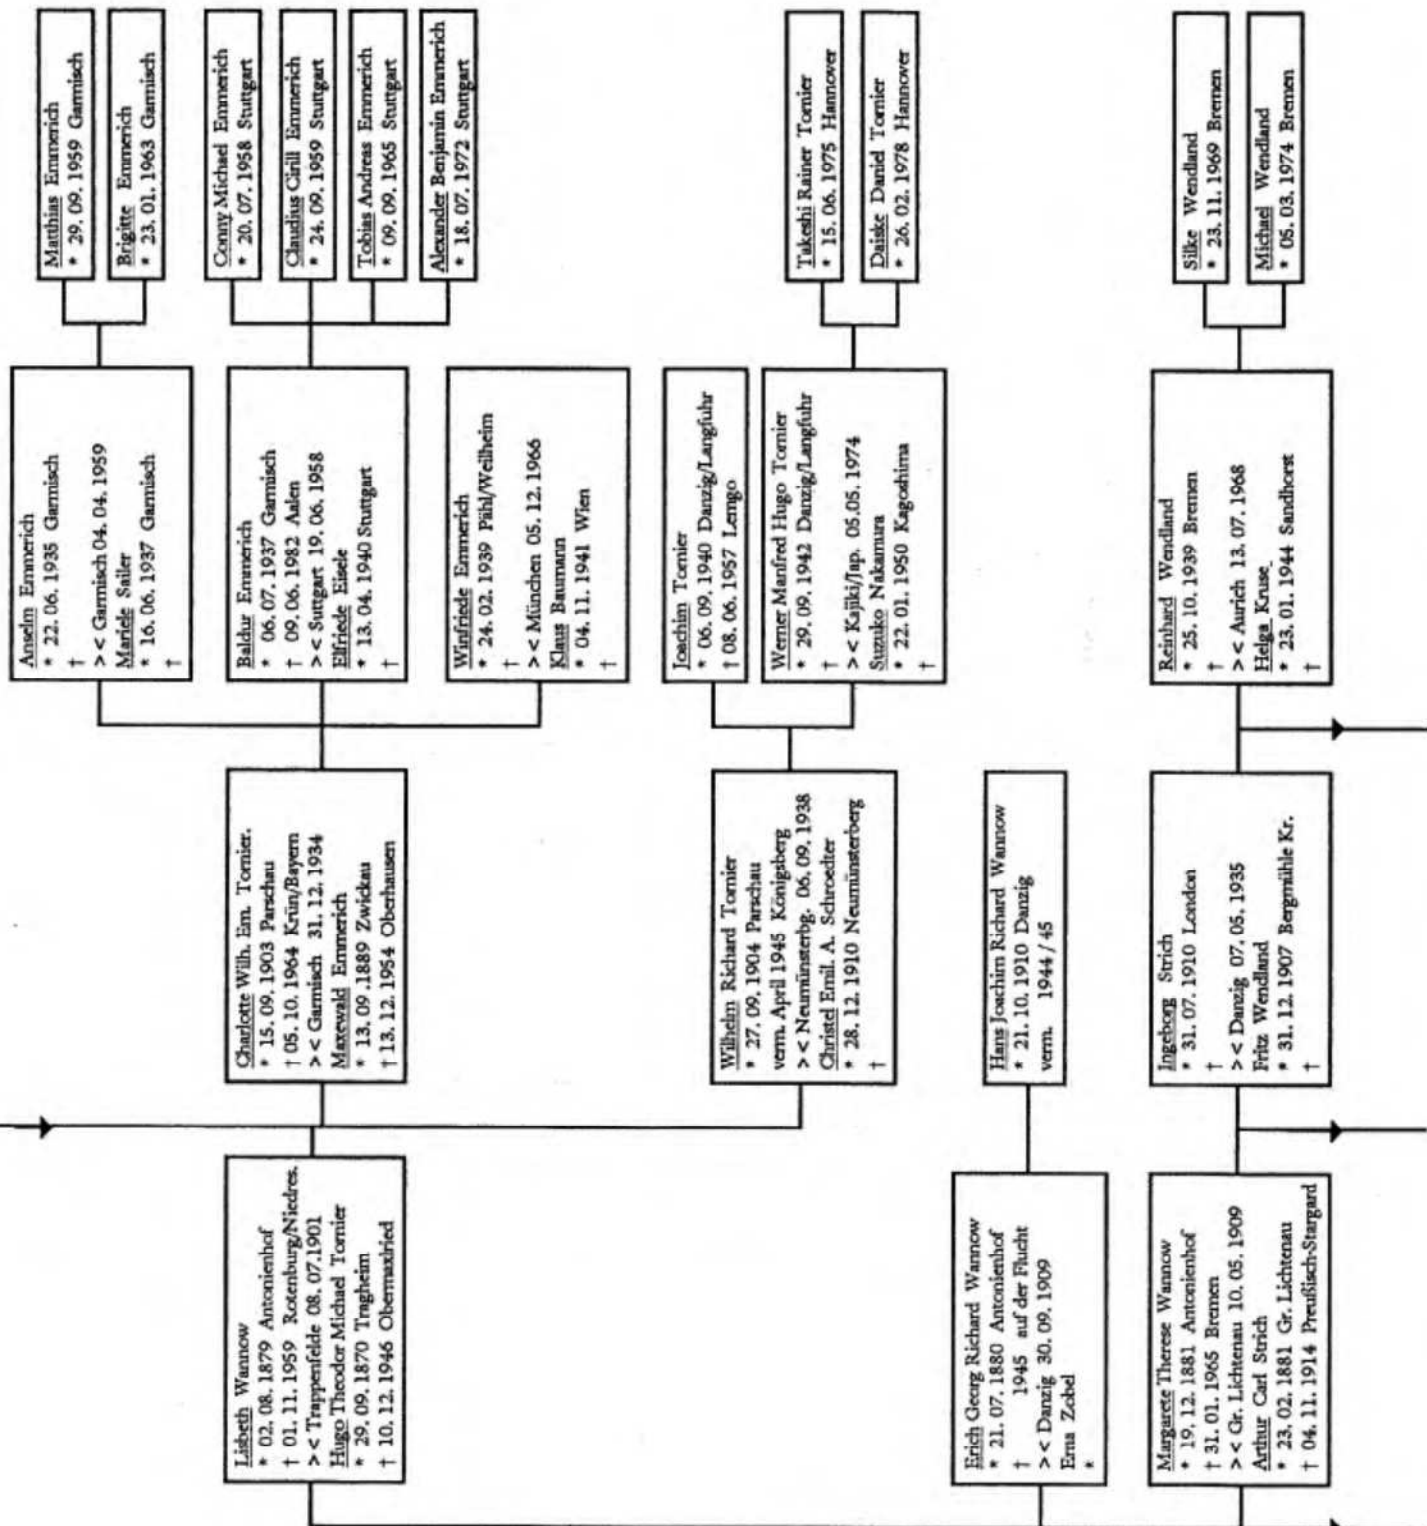 Matthias Emmerich
* 29. 09. 1959 Garmisch
Brigitte Emmerich
* 23. 01. 1963 Garmisch
Conny Michael Emmerich
* 20. 07. 1958 Stuttgart
Claudius Cirill Emmerich
* 24. 09. 1959 Stuttgart
Tobias Andreas Emmerich
* 09. 09. 1965 Stuttgart
Alexander Benjamin Emmerich
* 18. 07. 1972 Stuttgart
Takeshi Rainer Tornier
* 15. 06. 1975 Hannover
Daiske Daniel Tornier
* 26. 02. 1978 Hannover
Silke Wendland
* 23. 11. 1969 Bremen
Michael Wendland
* 05. 03. 1974 Bremen
Anselm Emmerich
* 22. 06. 1935 Garmisch
†
>< Garmisch 04. 04. 1959
Mariele Sailer
* 16. 06. 1937 Garmisch
†
Baldur Emmerich
* 06. 07. 1937 Garmisch
† 09. 06. 1982 Aalen
>< Suttgart 19. 06. 1958
Elfriede Eisele
* 13. 04. 1940 Stuttgart
†
Winfriede Emmerich
* 24. 02. 1939 Pähl/Weilheim
†
>< München 05. 12. 1966
Klaus Baumann
* 04. 11. 1941 Wien
†
Joachim Tornier
* 06. 09. 1940 Danzig/Langfuhr
† 08. 06. 1957 Lemgo
Werner Manfred Hugo Tornier
* 29. 09. 1942 Danzig/Langfuhr
†
>< Kajiki/Jap. 05.05. 1974
Suzuko Nakamura
* 22. 01. 1950 Kagoshima
†
Reinhard Wendland
* 25. 10. 1939 Bremen
†
>< Aurich 13. 07. 1968
Helga Kruse
* 23. 01. 1944 Sandhorst
†
Charlotte Wilh. Em. Tornier.
* 15. 09. 1903 Parschau
† 05. 10. 1964 Krün/Bayern
>< Garmisch 31. 12. 1934
Maxewald Emmerich
* 13. 09 .1889 Zwickau
† 13. 12. 1954 Oberhausen
Wilhelm Richard Tornier
* 27. 09. 1904 Parschau
verm. April 1945 Königsberg
>< Neumünsterbg. 06. 09. 1938
Christel Emil. A. Schroedter
* 28. 12. 1910 Neumünsterberg
†
Hans Joachim Richard Wannow
* 21. 10. 1910 Danzig
verm. 1944 / 45
Ingeborg Strich
* 31. 07. 1910 London
†
>< Danzig 07. 05. 1935
Fritz Wendland
* 31. 12. 1907 Bergmühle Kr.
†
Lisbeth Wannow
* 02. 08. 1879 Antonienhof
† 01. 11. 1959 Rotenburg/Niedres.
>< Trappenfelde 08. 07.1901
Hugo Theodor Michael Tornier
* 29. 09. 1870 Tragheim
† 10. 12. 1946 Obermaxlried
Erich Georg Richard Wannow
* 21. 07. 1880 Antonienhof
† 1945 auf der Flucht
>< Danzig 30. 09. 1909
Erna Zobel
*
Margarete Therese Wannow
* 19. 12. 1881 Antonienhof
† 31. 01. 1965 Bremen
>< Gr. Lichtenau 10. 05. 1909
Arthur Carl Strich
* 23. 02. 1881 Gr. Lichtenau
† 04. 11. 1914 Preußisch-Stargard